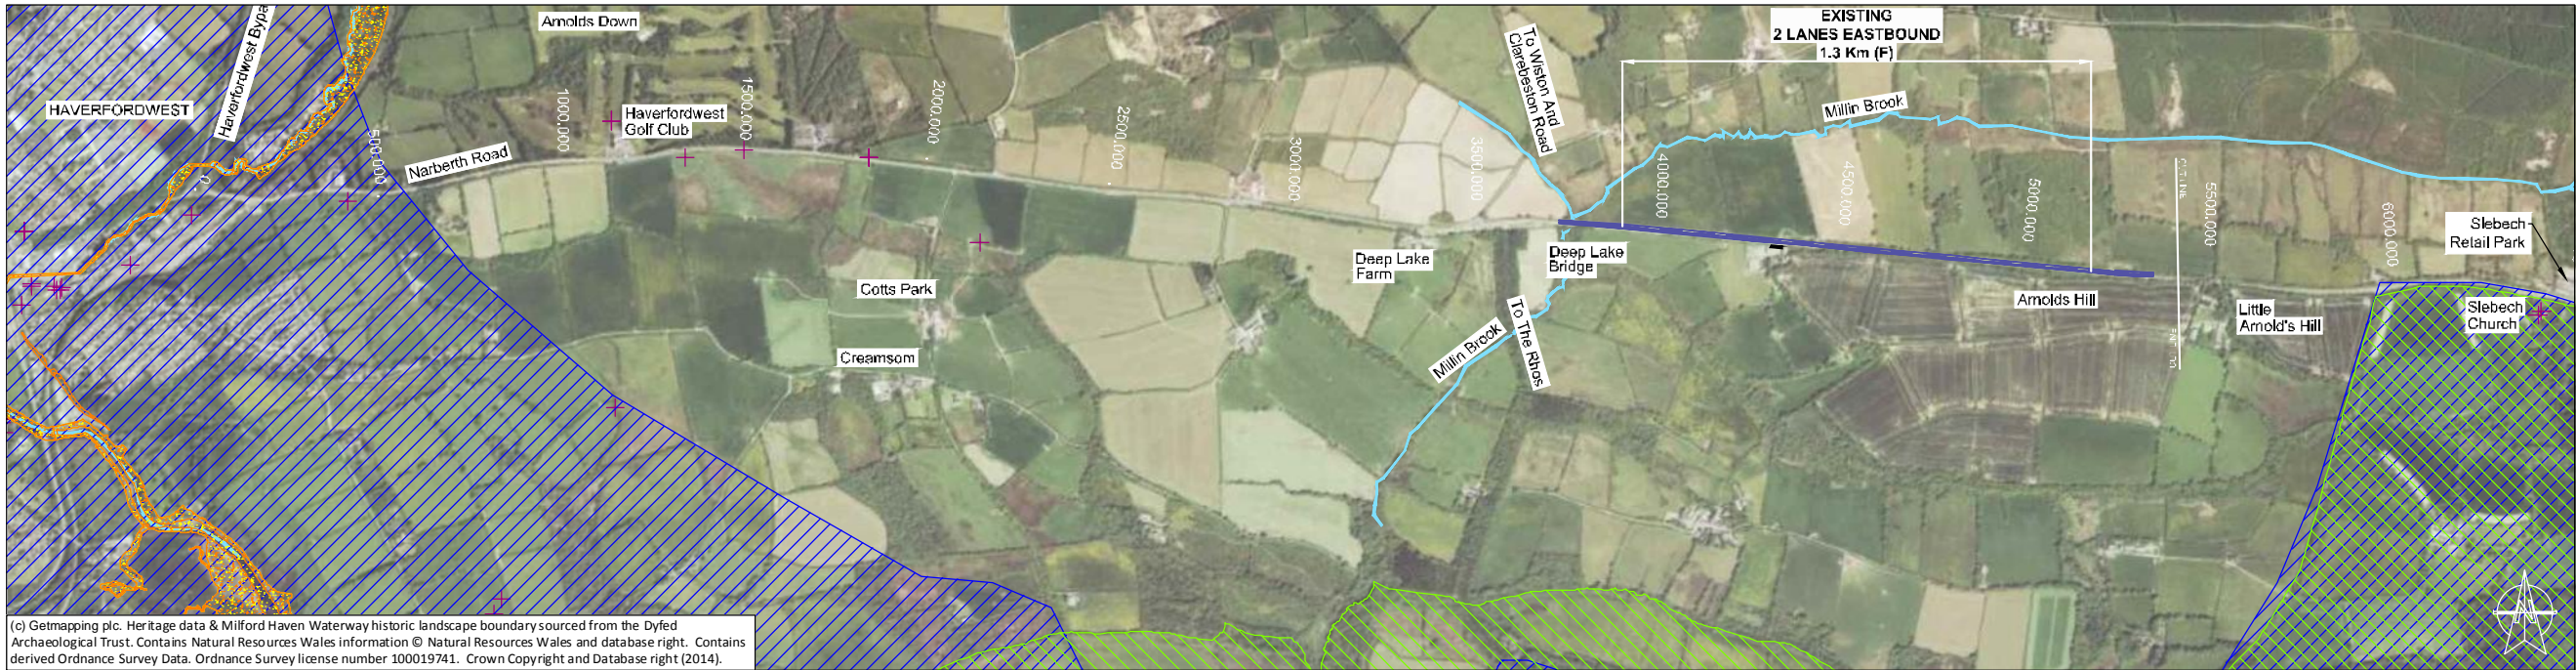 Arnolds Down
EXISTING
2 LANES EASTBOUND
1.3 Km (F)
Haverfordwest Bypa
HAVERFORDWEST
Haverfordwest
Golf Club
Narberth Road
To Wiston And
Clarebeston Road
Millin Brook
0
500.000
1000.000
1500.000
2000.000
2500.000
3000.000
3500.000
4000.000
4500.000
5000.000
5500.000
6000.000
Slebech
Retail Park
Deep Lake
Farm
Deep Lake
Bridge
Cotts Park
Creamsom
Millin Brook
To The Rhos
Arnolds Hill
Little
Arnold's Hill
Slebech
Church
N
(c) Getmapping plc. Heritage data & Milford Haven Waterway historic landscape boundary sourced from the Dyfed
Archaeological Trust. Contains Natural Resources Wales information © Natural Resources Wales and database right. Contains
derived Ordnance Survey Data. Ordnance Survey license number 100019741. Crown Copyright and Database right (2014).